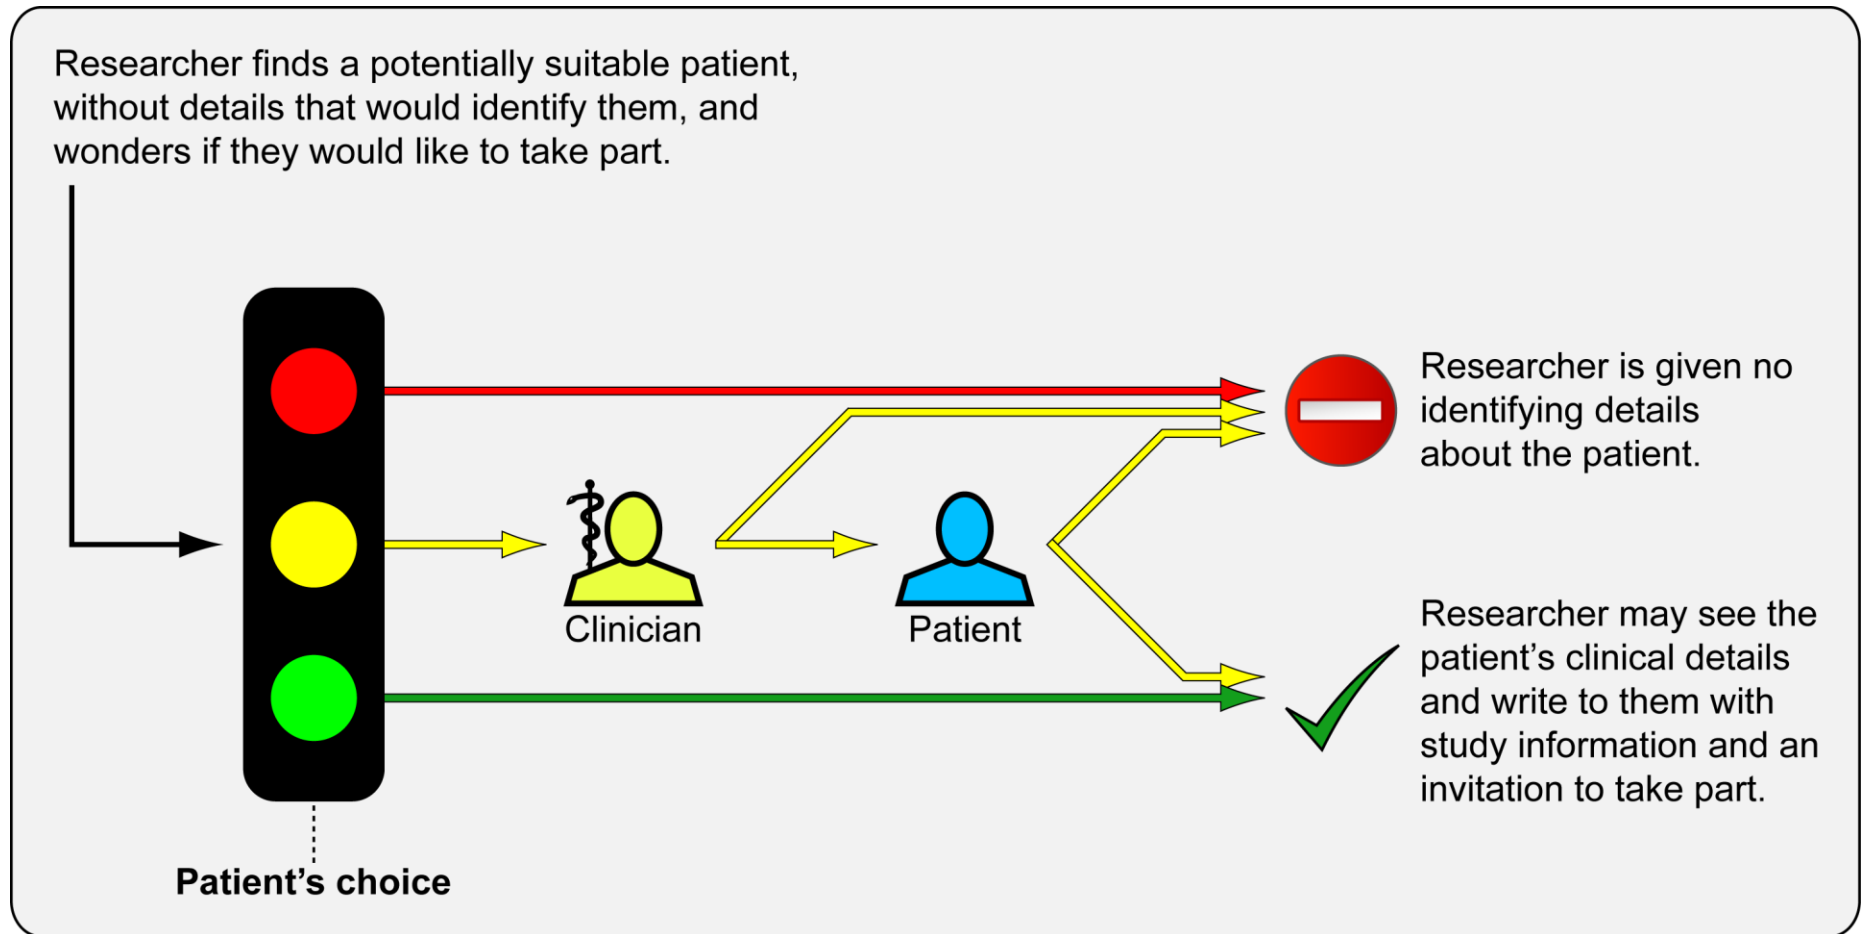 Researcher finds a potentially suitable patient,
without details that would identify them, and
wonders if they would like to take part.
Researcher is given no
identifying details
about the patient.
Clinician
Patient
Researcher may see the
patient’s clinical details
and write to them with
study information and an
invitation to take part.
Patient’s choice